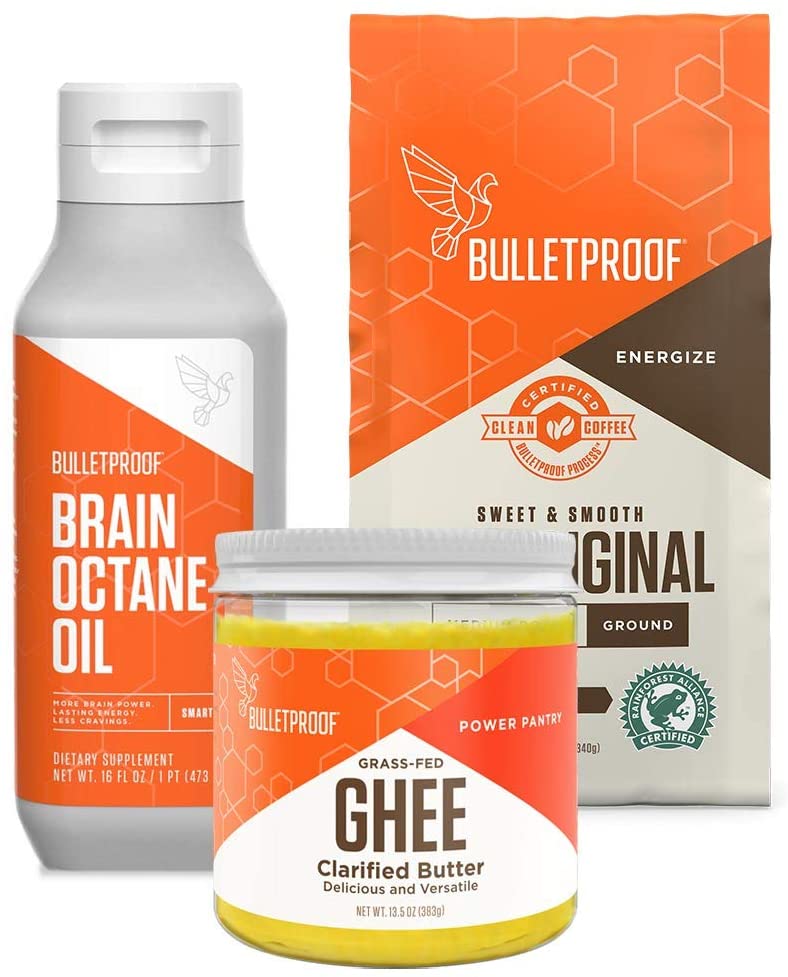 BULLETPROOF
BRAIN
OCTANE
OIL
MORE BRAIN POWER.
LASTING ENERGY.
LESS CRAVINGS.
SMART
DIETARY SUPPLEMENT
NET WT. 16 FL OZ / 1 PT (473
BULLETPROOF®
ENERGIZE
CERTIFIED
CLEAN COFFEE
BULLETPROOF PROCESS™
SWEET & SMOOTH
IGINAL
GROUND
340g)
RAINFOREST ALLIANCE
CERTIFIED
BULLETPROOF
POWER PANTRY
GRASS-FED
GHEE
Clarified Butter
Delicious and Versatile
NET WT. 13.5 OZ (383g)